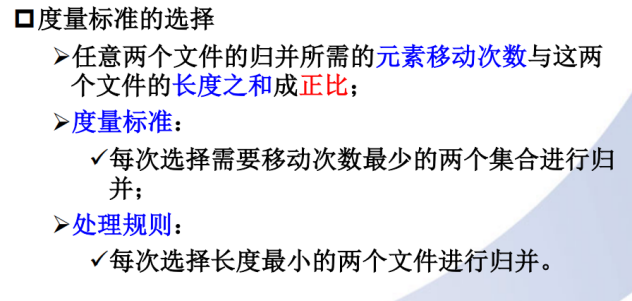 度量标准的选择
任意两个文件的归并所需的元素移动次数与这两
个文件的长度之和成正比；
度量标准：
每次选择需要移动次数最少的两个集合进行归
并；
处理规则：
每次选择长度最小的两个文件进行归并。